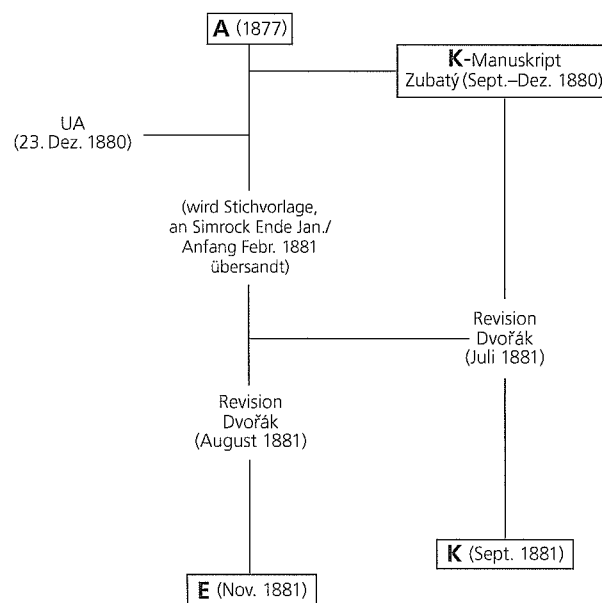 A (1877)
K-Manuskript
Zubatý (Sept.–Dez. 1880)
UA
(23. Dez. 1880)
(wird Stichvorlage,
an Simrock Ende Jan./
Anfang Febr. 1881
übersandt)
Revision
Dvořák
(Juli 1881)
Revision
Dvořák
(August 1881)
K (Sept. 1881)
E (Nov. 1881)